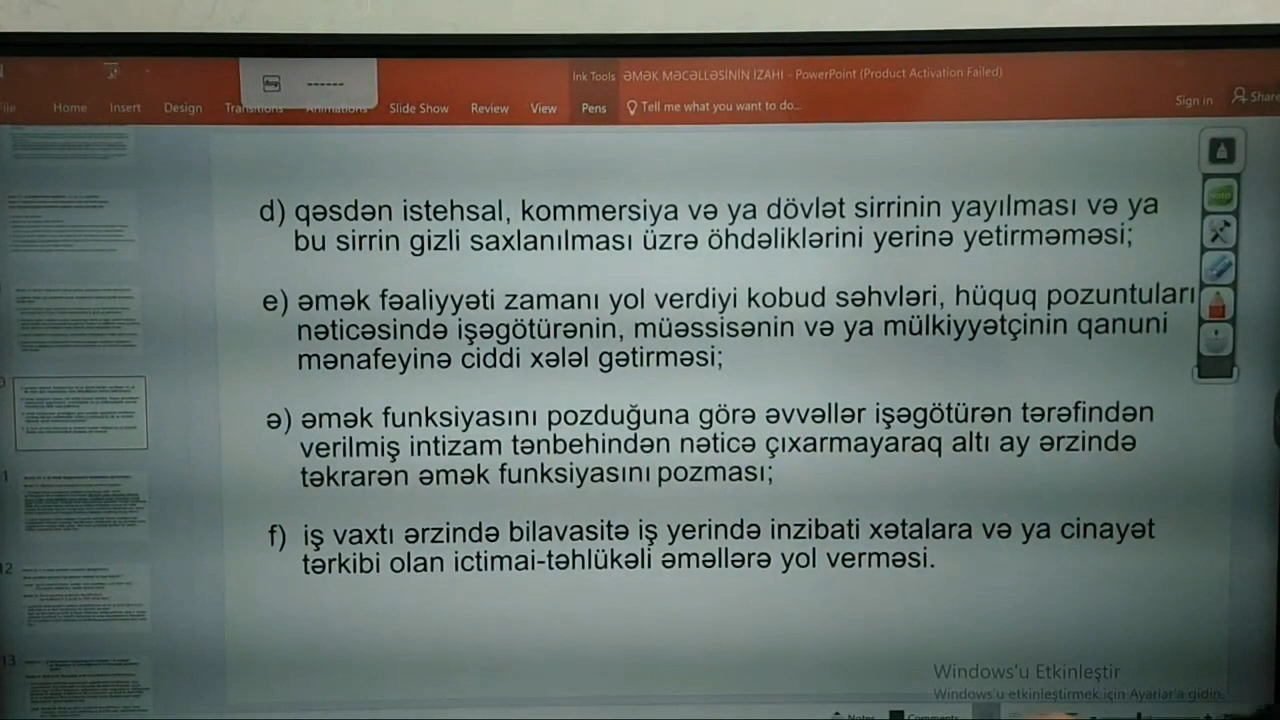 Ink Tools ƏMƏK MƏCƏLLƏSİNİN İZAHI - PowerPoint (Product Activation Failed)
File Home Insert Design Transitions Animations Slide Show Review View Pens Tell me what you want to do... Sign in Share
d) qəsdən istehsal, kommersiya və ya dövlət sirrinin yayılması və ya
bu sirrin gizli saxlanılması üzrə öhdəliklərini yerinə yetirməməsi;
e) əmək fəaliyyəti zamanı yol verdiyi kobud səhvləri, hüquq pozuntuları
nəticəsində işəgötürənin, müəssisənin və ya mülkiyyətçinin qanuni
mənafeyinə ciddi xələl gətirməsi;
ə) əmək funksiyasını pozduğuna görə əvvəllər işəgötürən tərəfindən
verilmiş intizam tənbehindən nəticə çıxarmayaraq altı ay ərzində
təkrarən əmək funksiyasını pozması;
f) iş vaxtı ərzində bilavasitə iş yerində inzibati xətalara və ya cinayət
tərkibi olan ictimai-təhlükəli əməllərə yol verməsi.
12
13
Windows'u Etkinleştir
Windows'u etkinleştirmek için Ayarlar'a gidin.
Notes Comments